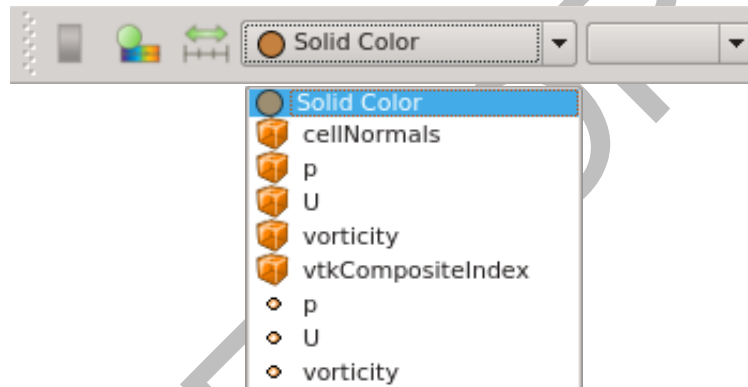 Solid Color
Solid Color
cellNormals
p
U
vorticity
vtkCompositeIndex
p
U
vorticity